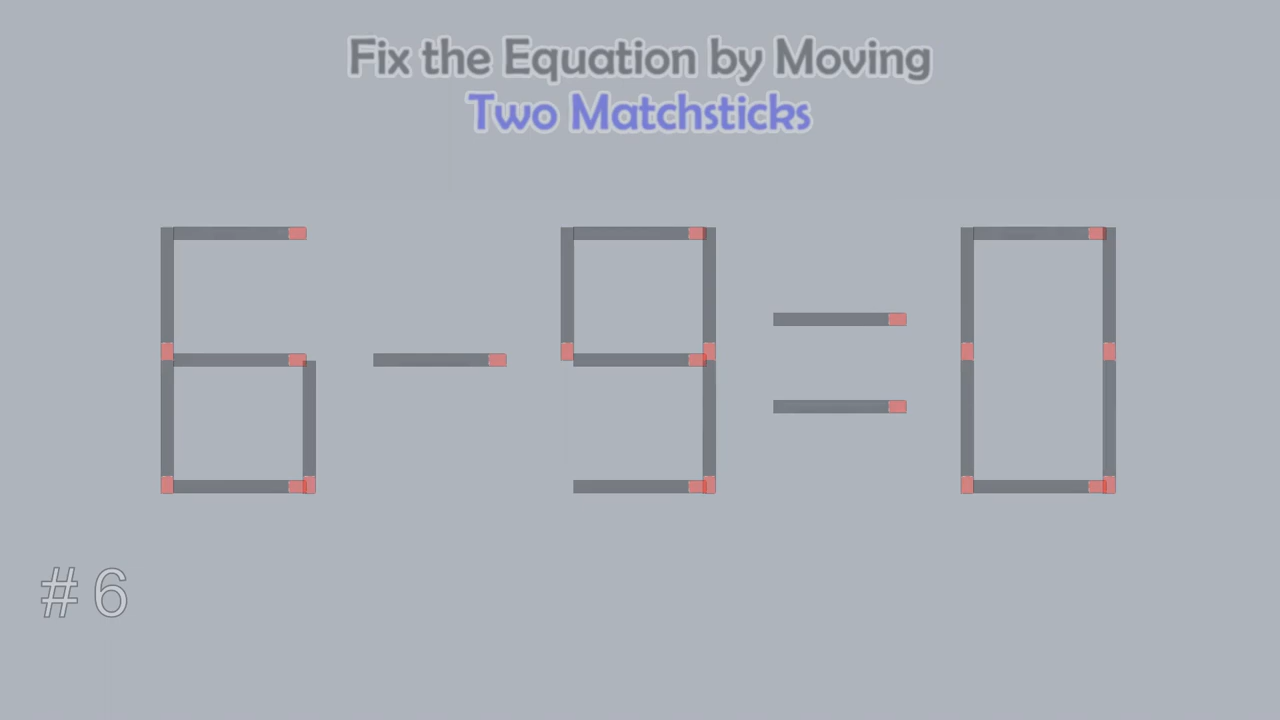 Fix the Equation by Moving
Two Matchsticks
6 - 9 = 0
# 6